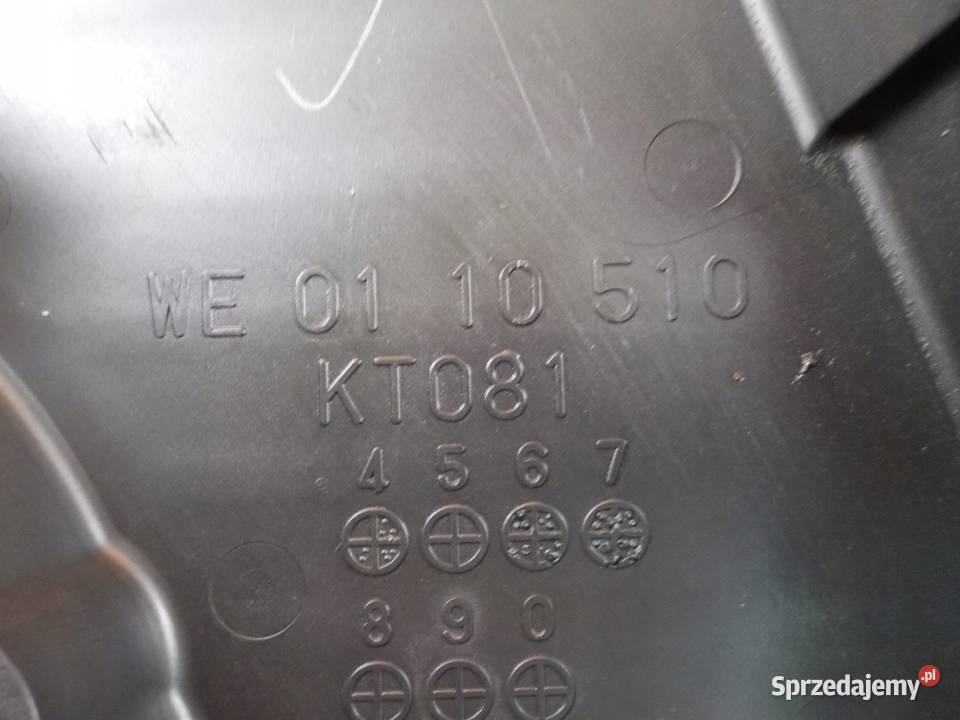 WE 01 10 510
KT081
4 5 6 7
8 9 0
Sprzedajemy.pl